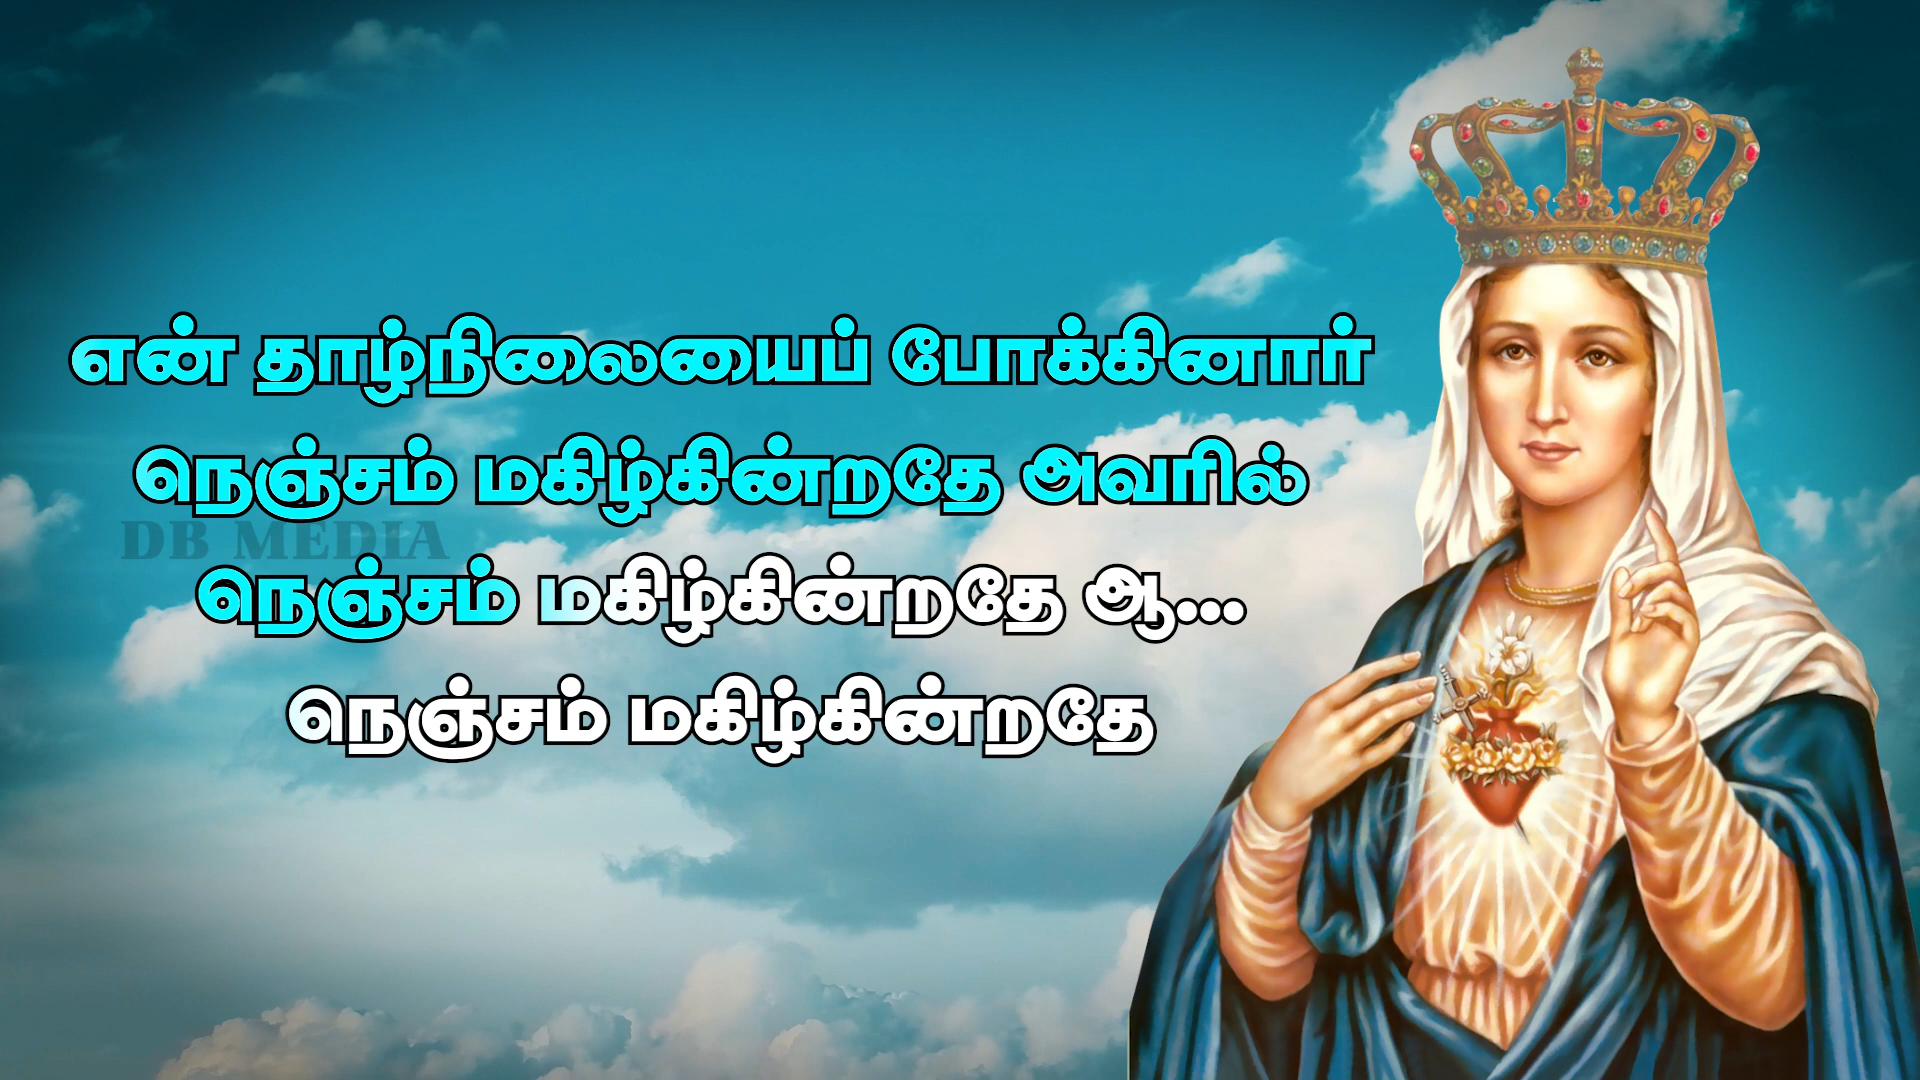 என் தாழ்நிலையைப் போக்கினார்
நெஞ்சம் மகிழ்கின்றதே அவரில்
DB MEDIA
நெஞ்சம் மகிழ்கின்றதே ஆ...
நெஞ்சம் மகிழ்கின்றதே